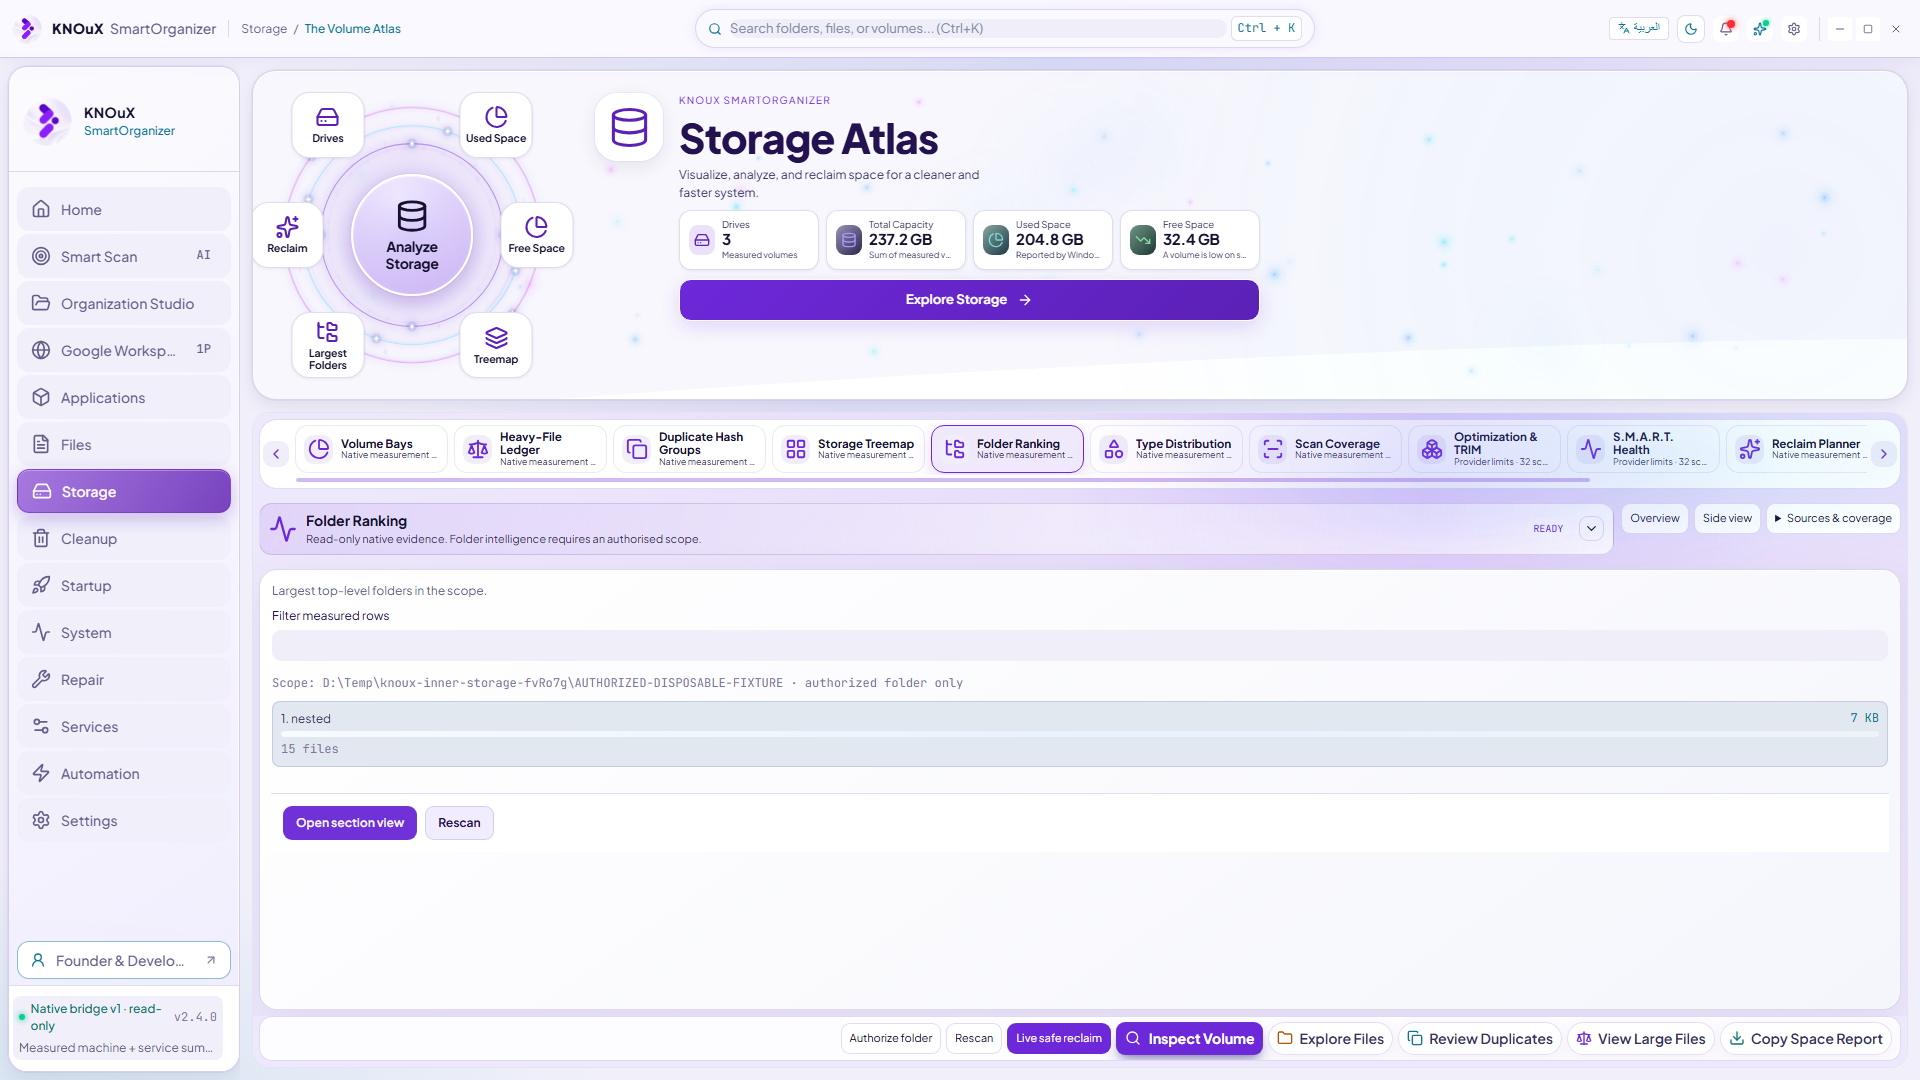 KNOuX SmartOrganizer
Storage / The Volume Atlas
Search folders, files, or volumes... (Ctrl+K)
Ctrl + K
العربية
KNOuX
SmartOrganizer
Home
Smart Scan AI
Organization Studio
Google Worksp... 1P
Applications
Files
Storage
Cleanup
Startup
System
Repair
Services
Automation
Settings
Founder & Develo...
Native bridge v1 · read-only
v2.4.0
Measured machine + service sum...
Drives
Used Space
Reclaim
Analyze Storage
Free Space
Largest Folders
Treemap
KNOUX SMARTORGANIZER
Storage Atlas
Visualize, analyze, and reclaim space for a cleaner and
faster system.
Drives
3
Measured volumes
Total Capacity
237.2 GB
Sum of measured v...
Used Space
204.8 GB
Reported by Windo...
Free Space
32.4 GB
A volume is low on s...
Explore Storage
Volume Bays
Native measurement ...
Heavy-File Ledger
Native measurement ...
Duplicate Hash Groups
Native measurement ...
Storage Treemap
Native measurement ...
Folder Ranking
Native measurement ...
Type Distribution
Native measurement ...
Scan Coverage
Native measurement ...
Optimization & TRIM
Provider limits · 32 sc...
S.M.A.R.T. Health
Provider limits · 32 sc...
Reclaim Planner
Native measurement ...
Folder Ranking
Read-only native evidence. Folder intelligence requires an authorised scope.
READY
Overview
Side view
Sources & coverage
Largest top-level folders in the scope.
Filter measured rows
Scope: D:\Temp\knoux-inner-storage-fvRo7g\AUTHORIZED-DISPOSABLE-FIXTURE · authorized folder only
1. nested 7 KB
15 files
Open section view
Rescan
Authorize folder
Rescan
Live safe reclaim
Inspect Volume
Explore Files
Review Duplicates
View Large Files
Copy Space Report